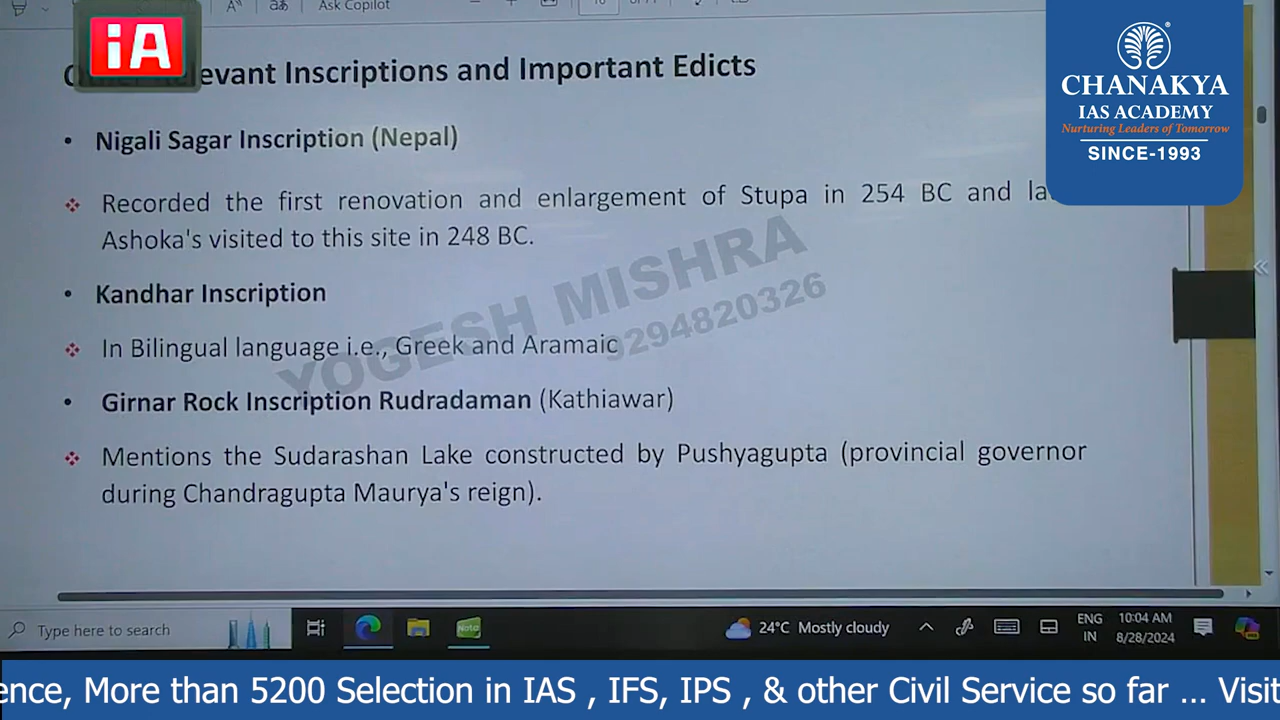 Ask Copilot
iA
CHANAKYA
IAS ACADEMY
Nurturing Leaders of Tomorrow
SINCE-1993
Relevant Inscriptions and Important Edicts
• Nigali Sagar Inscription (Nepal)
Recorded the first renovation and enlargement of Stupa in 254 BC and
Ashoka's visited to this site in 248 BC.
• Kandhar Inscription
In Bilingual language i.e., Greek and Aramaic
• Girnar Rock Inscription Rudradaman (Kathiawar)
Mentions the Sudarashan Lake constructed by Pushyagupta (provincial governor
during Chandragupta Maurya's reign).
YOGESH MISHRA
9294820326
Type here to search
Note
24°C Mostly cloudy
ENG
IN
10:04 AM
8/28/2024
ence, More than 5200 Selection in IAS , IFS, IPS , & other Civil Service so far ... Visit